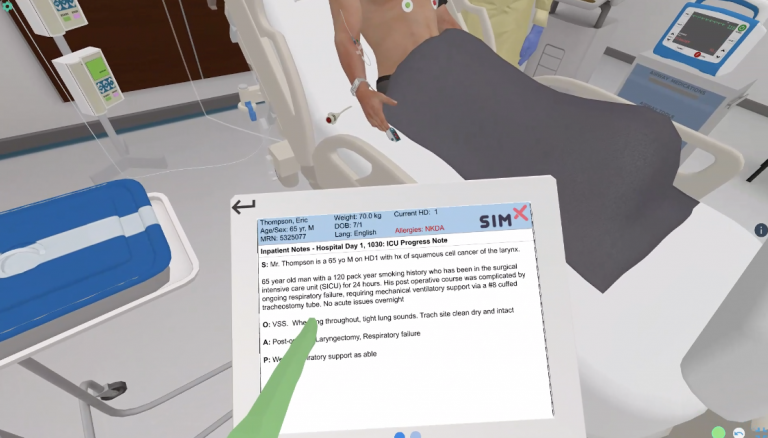 Thompson, Eric
Age/Sex: 65 yr, M
MRN: 5325077
Weight: 70.0 kg
DOB: 7/1
Lang: English
Current HD: 1
Allergies: NKDA
SIMX
Inpatient Notes - Hospital Day 1, 1030: ICU Progress Note
S: Mr. Thompson is a 65 yo M on HD1 with hx of squamous cell cancer of the larynx.
65 year old man with a 120 pack year smoking history who has been in the surgical
intensive care unit (SICU) for 24 hours. His post operative course was complicated by
ongoing respiratory failure, requiring mechanical ventilatory support via a #8 cuffed
tracheostomy tube. No acute issues overnight
O: VSS. throughout, tight lung sounds. Trach site clean dry and intact
A: Laryngectomy, Respiratory failure
P: support as able